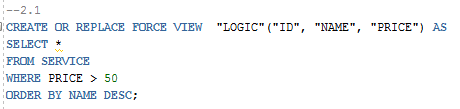 --2.1
CREATE OR REPLACE FORCE VIEW  "LOGIC"("ID", "NAME", "PRICE") AS
SELECT *
FROM SERVICE
WHERE PRICE > 50
ORDER BY NAME DESC;